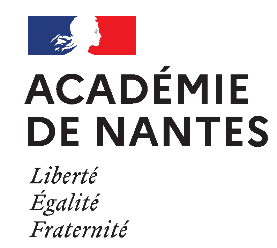 ACADÉMIE
DE NANTES
Liberté
Égalité
Fraternité